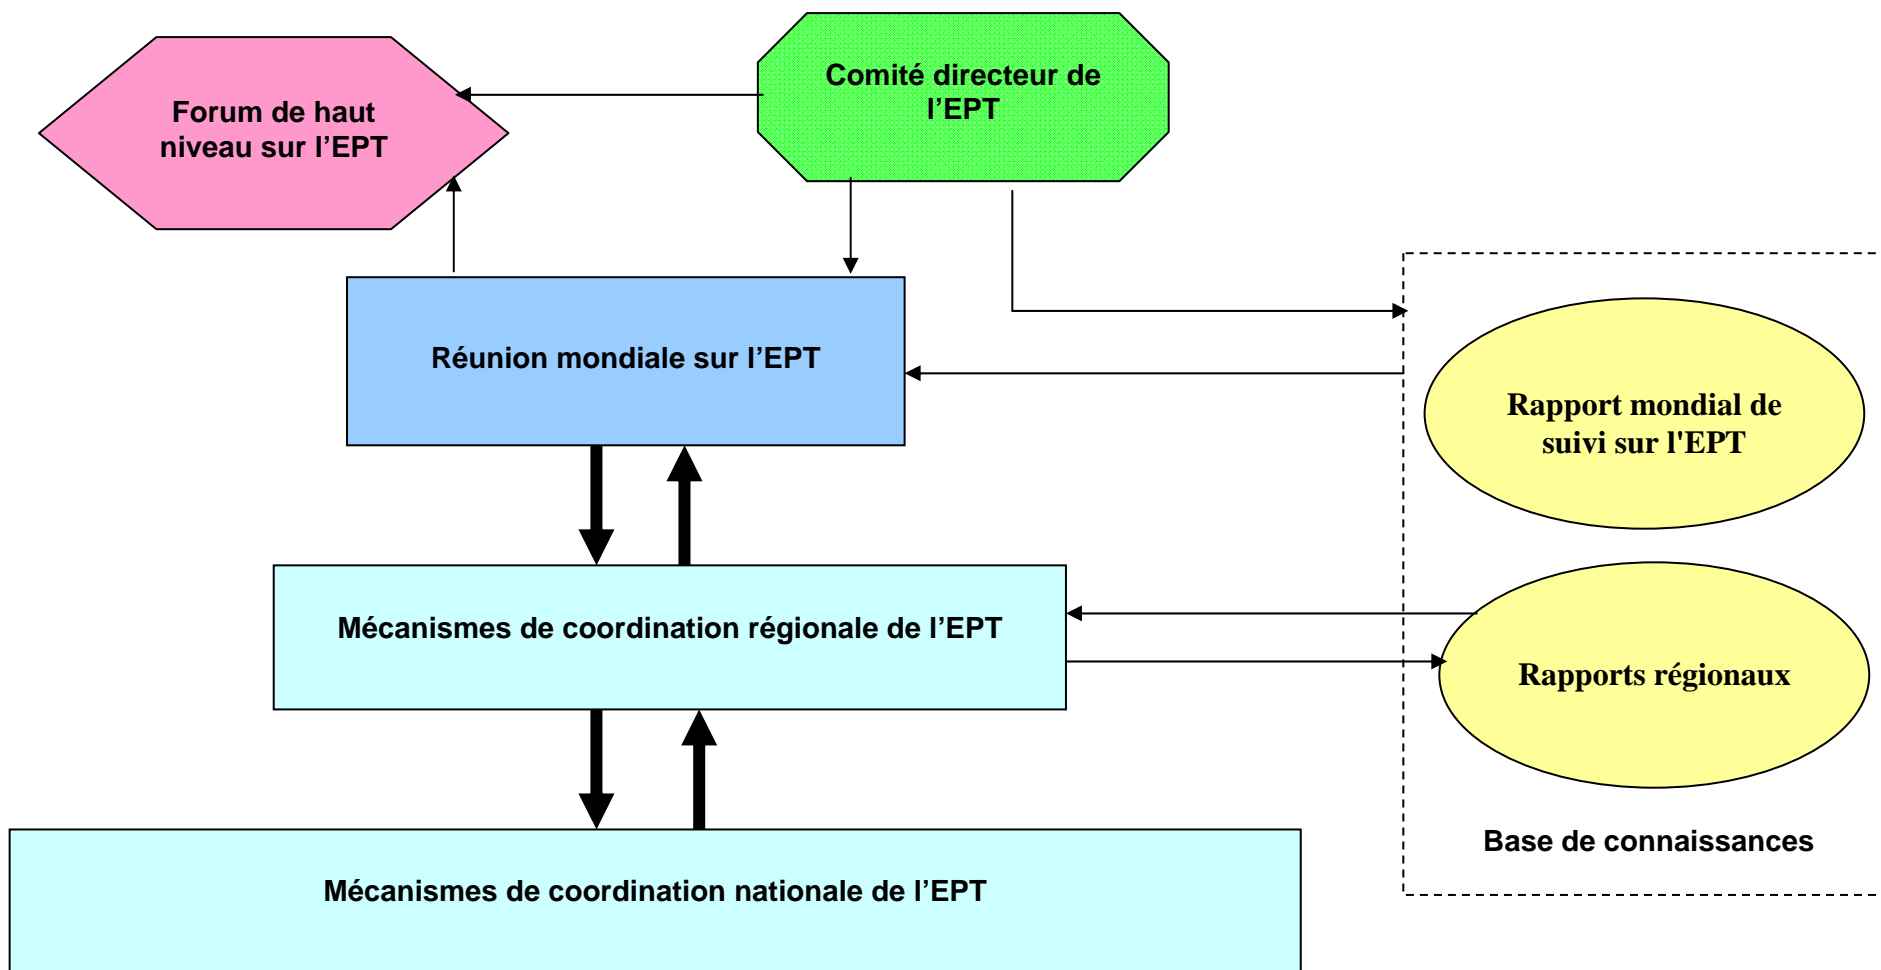 Forum de haut
niveau sur l’EPT
Comité directeur de
l’EPT
Réunion mondiale sur l’EPT
Rapport mondial de
suivi sur l'EPT
Mécanismes de coordination régionale de l’EPT
Rapports régionaux
Base de connaissances
Mécanismes de coordination nationale de l’EPT